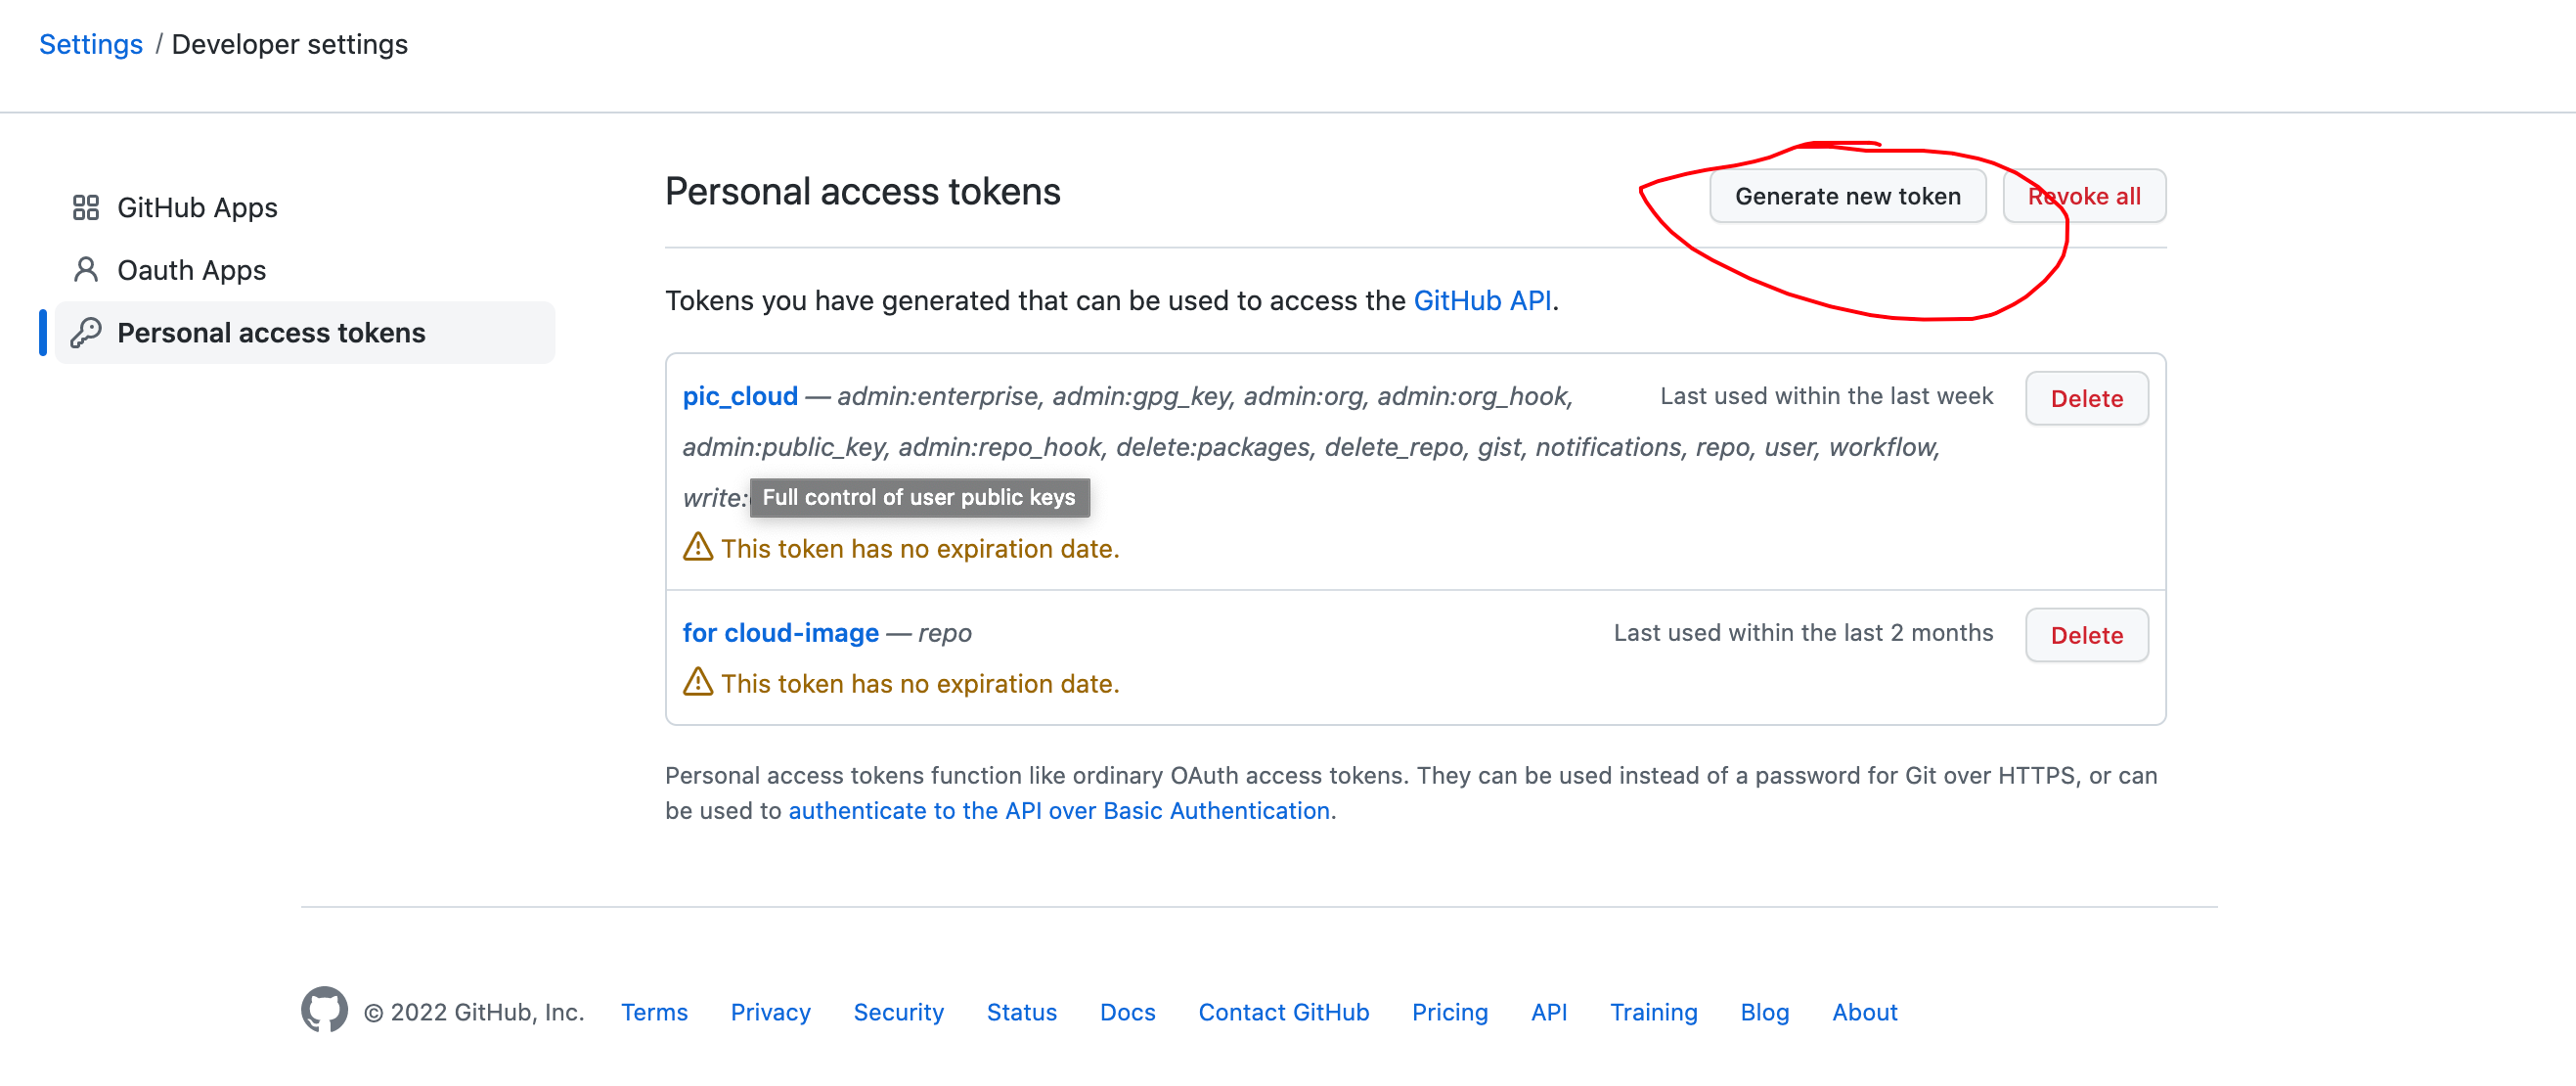 Settings / Developer settings
GitHub Apps
Oauth Apps
Personal access tokens
Personal access tokens
Generate new token
Revoke all
Tokens you have generated that can be used to access the GitHub API.
pic_cloud — admin:enterprise, admin:gpg_key, admin:org, admin:org_hook,
Last used within the last week
Delete
admin:public_key, admin:repo_hook, delete:packages, delete_repo, gist, notifications, repo, user, workflow,
write:
Full control of user public keys
This token has no expiration date.
for cloud-image — repo
Last used within the last 2 months
Delete
This token has no expiration date.
Personal access tokens function like ordinary OAuth access tokens. They can be used instead of a password for Git over HTTPS, or can
be used to authenticate to the API over Basic Authentication.
© 2022 GitHub, Inc.
Terms
Privacy
Security
Status
Docs
Contact GitHub
Pricing
API
Training
Blog
About